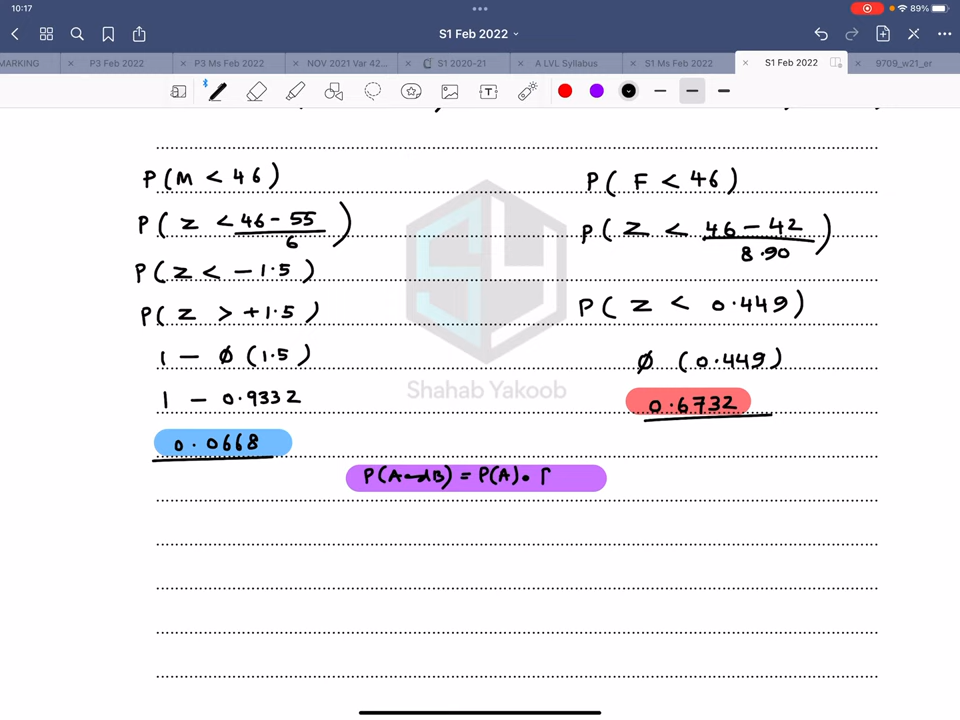 10:17
89%
S1 Feb 2022
MARKING
P3 Feb 2022
P3 Ms Feb 2022
NOV 2021 Var 42...
S1 2020-21
A LVL Syllabus
S1 Ms Feb 2022
S1 Feb 2022
9709_w21_er
P(M < 46)
P(Z < 46 - 55 / 6)
P(Z < -1.5)
P(Z > +1.5)
1 - ø(1.5)
1 - 0.9332
0.0668
P(F < 46)
P(Z < 46 - 42 / 8.90)
P(Z < 0.449)
ø(0.449)
0.6732
Shahab Yakoob
P(A and B) = P(A).